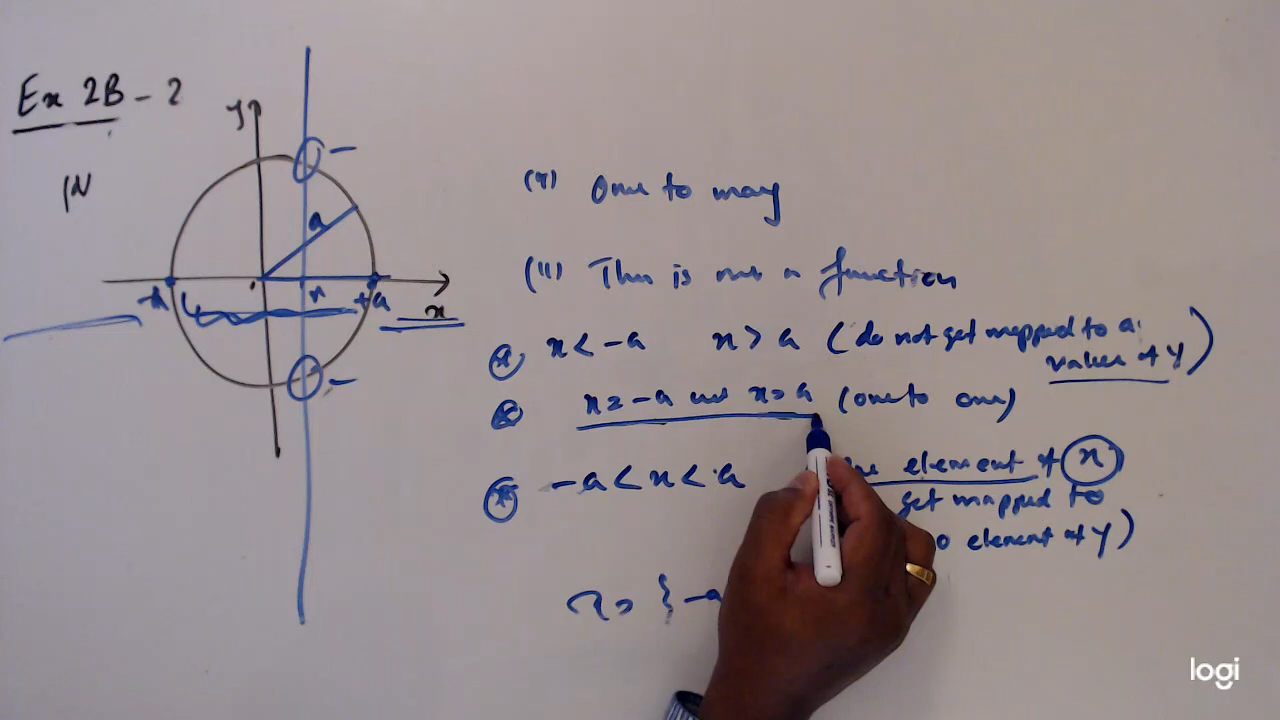 Ex 2B - 2
y
a
-a
x
+a
x
One to many
(II) This is not a function
x < -a x > a (do not get mapped to a
values of y)
x = -a and x = a (one to one)
-a < x < a element of x
get mapped to
element of y)
{ -a
logi